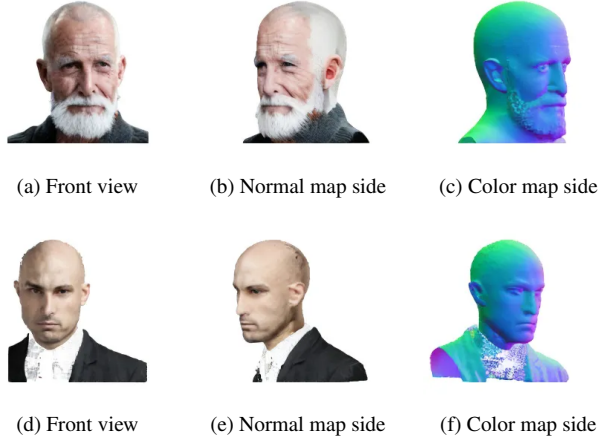 (a) Front view (b) Normal map side (c) Color map side
(d) Front view (e) Normal map side (f) Color map side